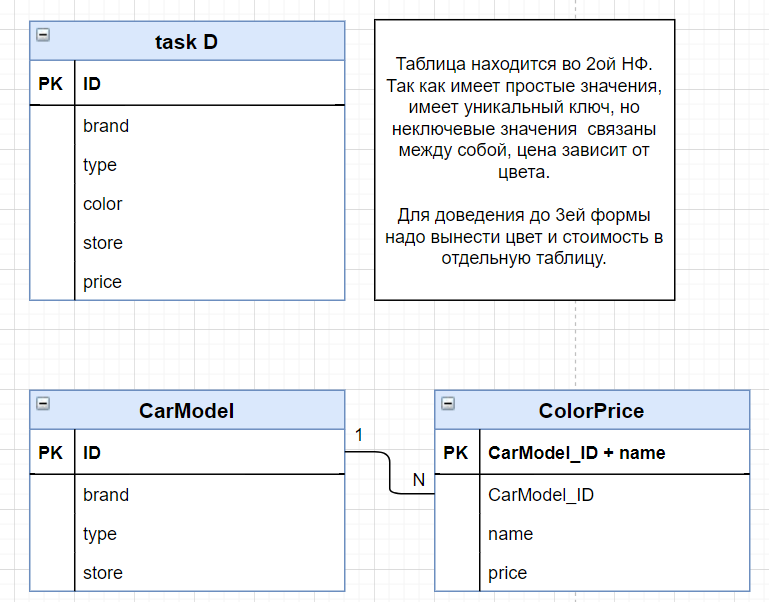 task D
PK ID
brand
type
color
store
price
Таблица находится во 2ой НФ.
Так как имеет простые значения,
имеет уникальный ключ, но
неключевые значения связаны
между собой, цена зависит от
цвета.
Для доведения до 3ей формы
надо вынести цвет и стоимость в
отдельную таблицу.
CarModel
PK ID
brand
type
store
1
N
ColorPrice
PK CarModel_ID + name
CarModel_ID
name
price